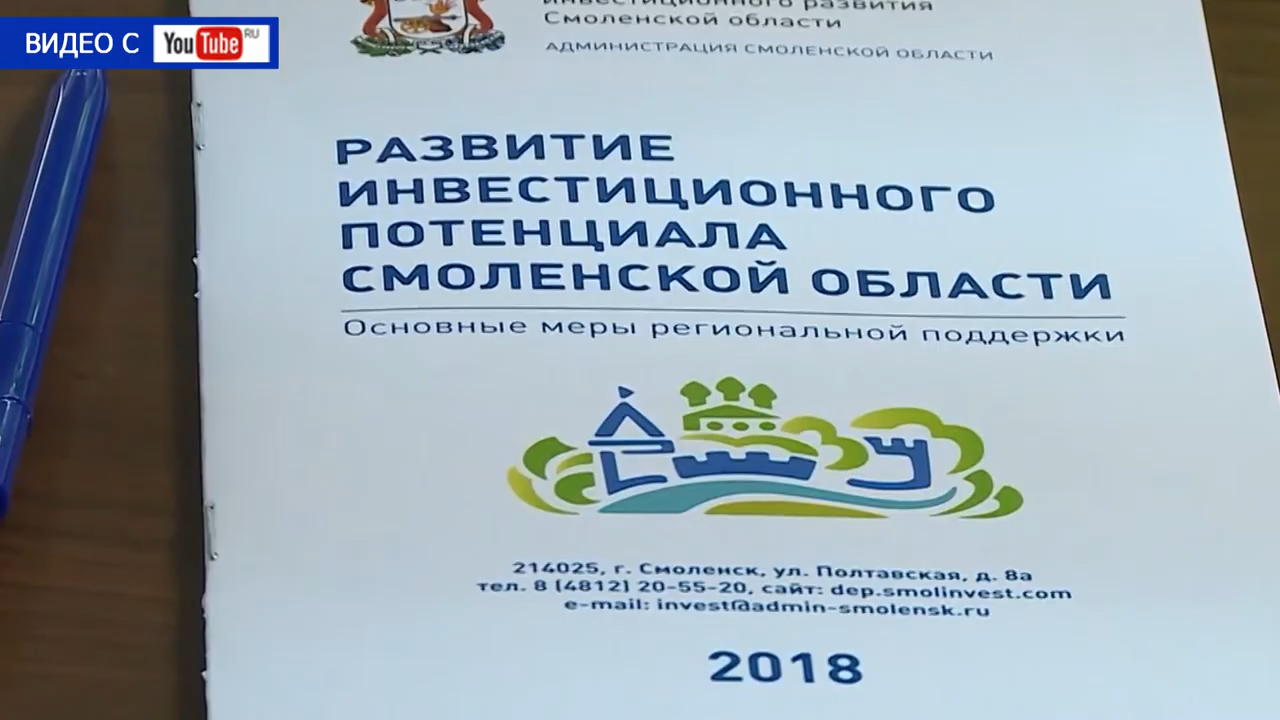 ВИДЕО С YouTube RU
инвестиционного развития
Смоленской области
АДМИНИСТРАЦИЯ СМОЛЕНСКОЙ ОБЛАСТИ
РАЗВИТИЕ
ИНВЕСТИЦИОННОГО
ПОТЕНЦИАЛА
СМОЛЕНСКОЙ ОБЛАСТИ
Основные меры региональной поддержки
214025, г. Смоленск, ул. Полтавская, д. 8а
тел. 8 (4812) 20-55-20, сайт: dep.smolinvest.com
e-mail: invest@admin-smolensk.ru
2018